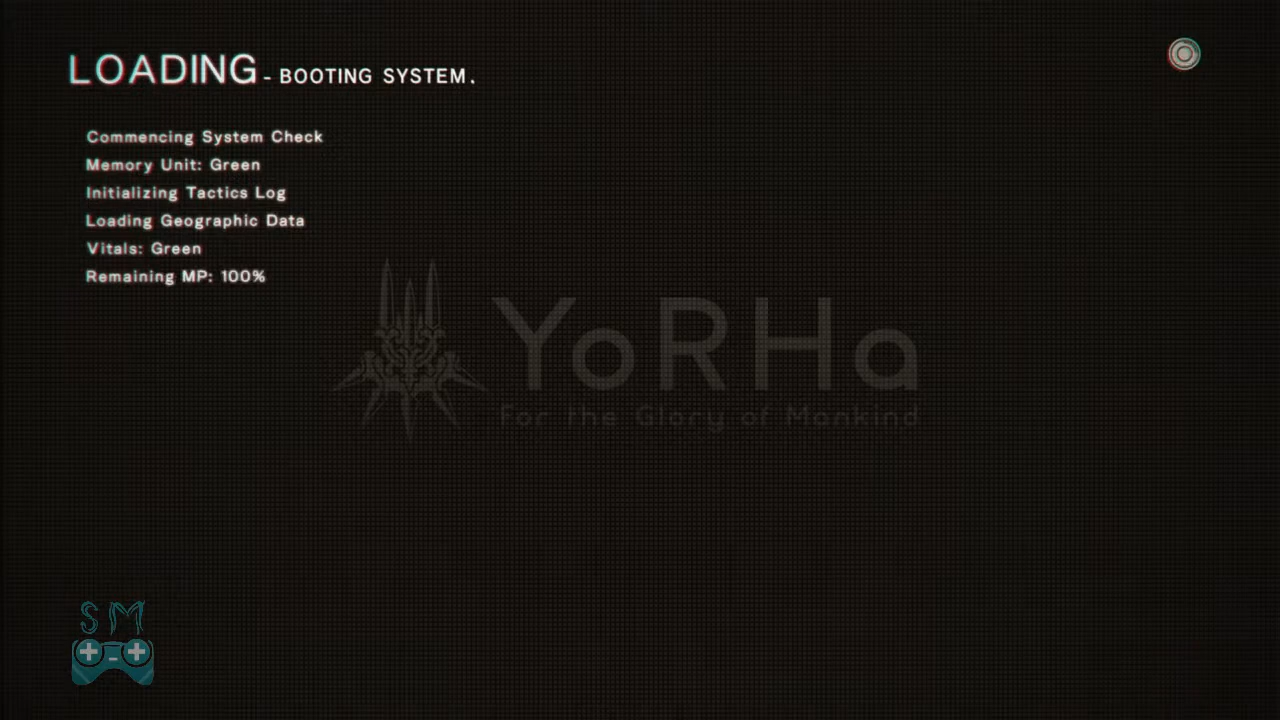 LOADING - BOOTING SYSTEM.
Commencing System Check
Memory Unit: Green
Initializing Tactics Log
Loading Geographic Data
Vitals: Green
Remaining MP: 100%
YoRHa
For the Glory of Mankind
SM